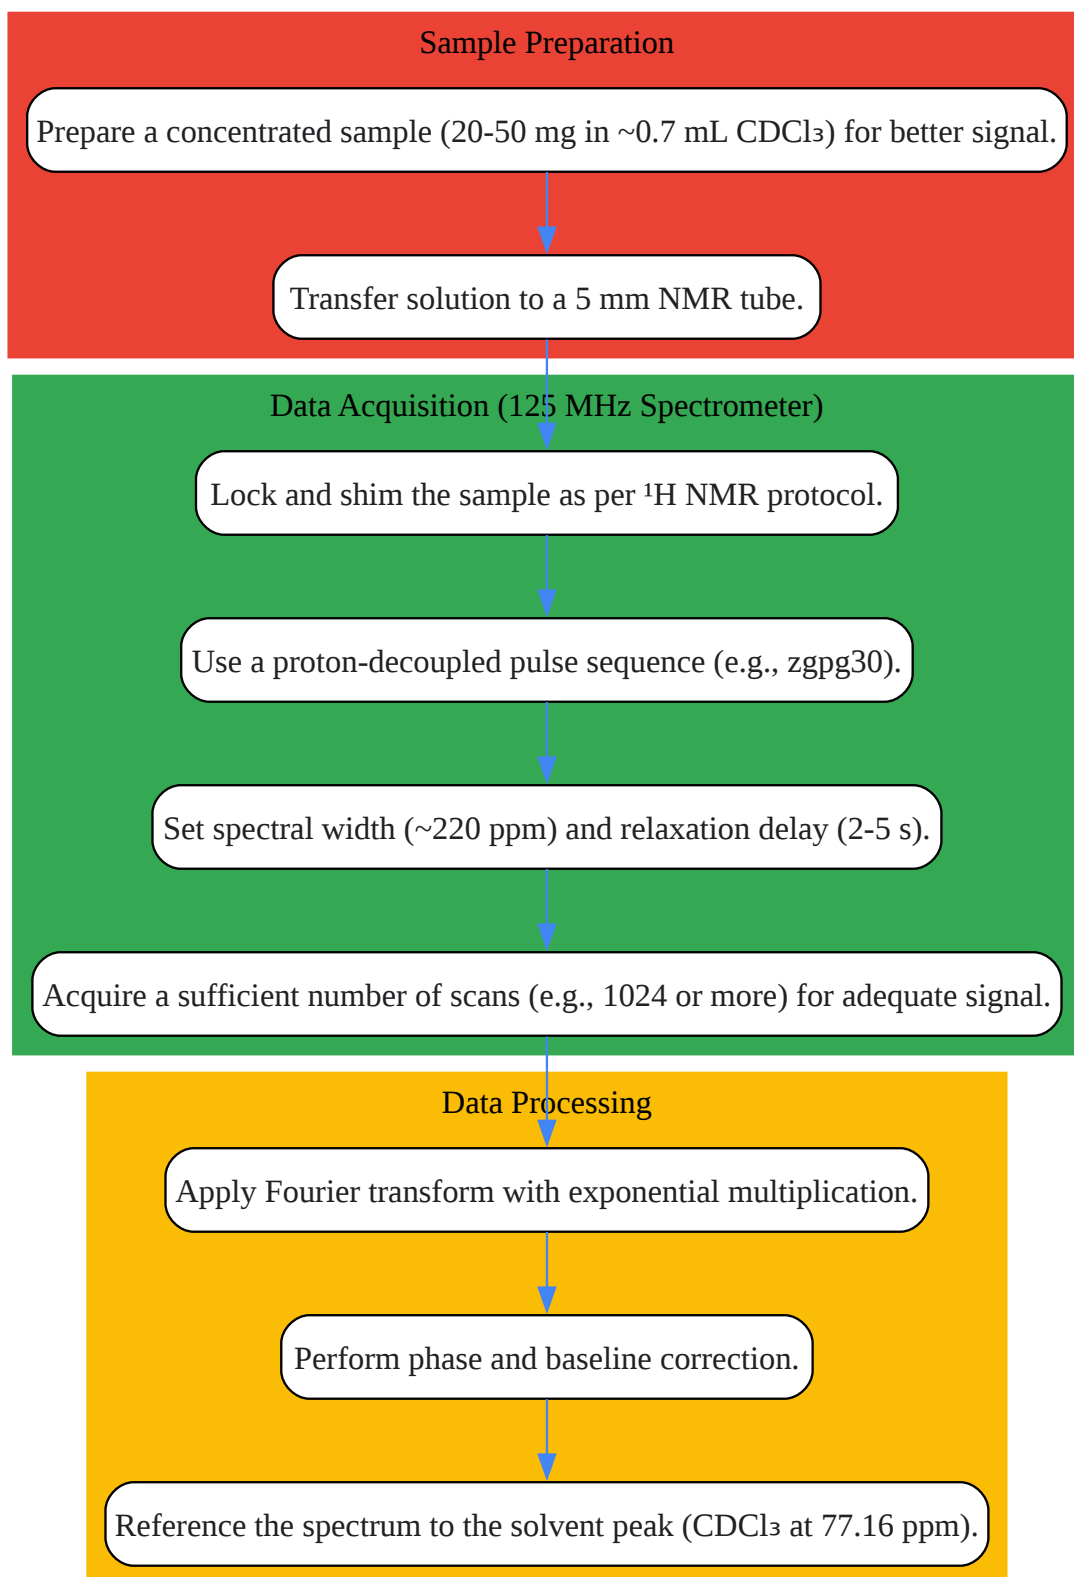 Sample Preparation
Prepare a concentrated sample (20-50 mg in ~0.7 mL CDCl₃) for better signal.
Transfer solution to a 5 mm NMR tube.
Data Acquisition (125 MHz Spectrometer)
Lock and shim the sample as per ¹H NMR protocol.
Use a proton-decoupled pulse sequence (e.g., zgpg30).
Set spectral width (~220 ppm) and relaxation delay (2-5 s).
Acquire a sufficient number of scans (e.g., 1024 or more) for adequate signal.
Data Processing
Apply Fourier transform with exponential multiplication.
Perform phase and baseline correction.
Reference the spectrum to the solvent peak (CDCl₃ at 77.16 ppm).